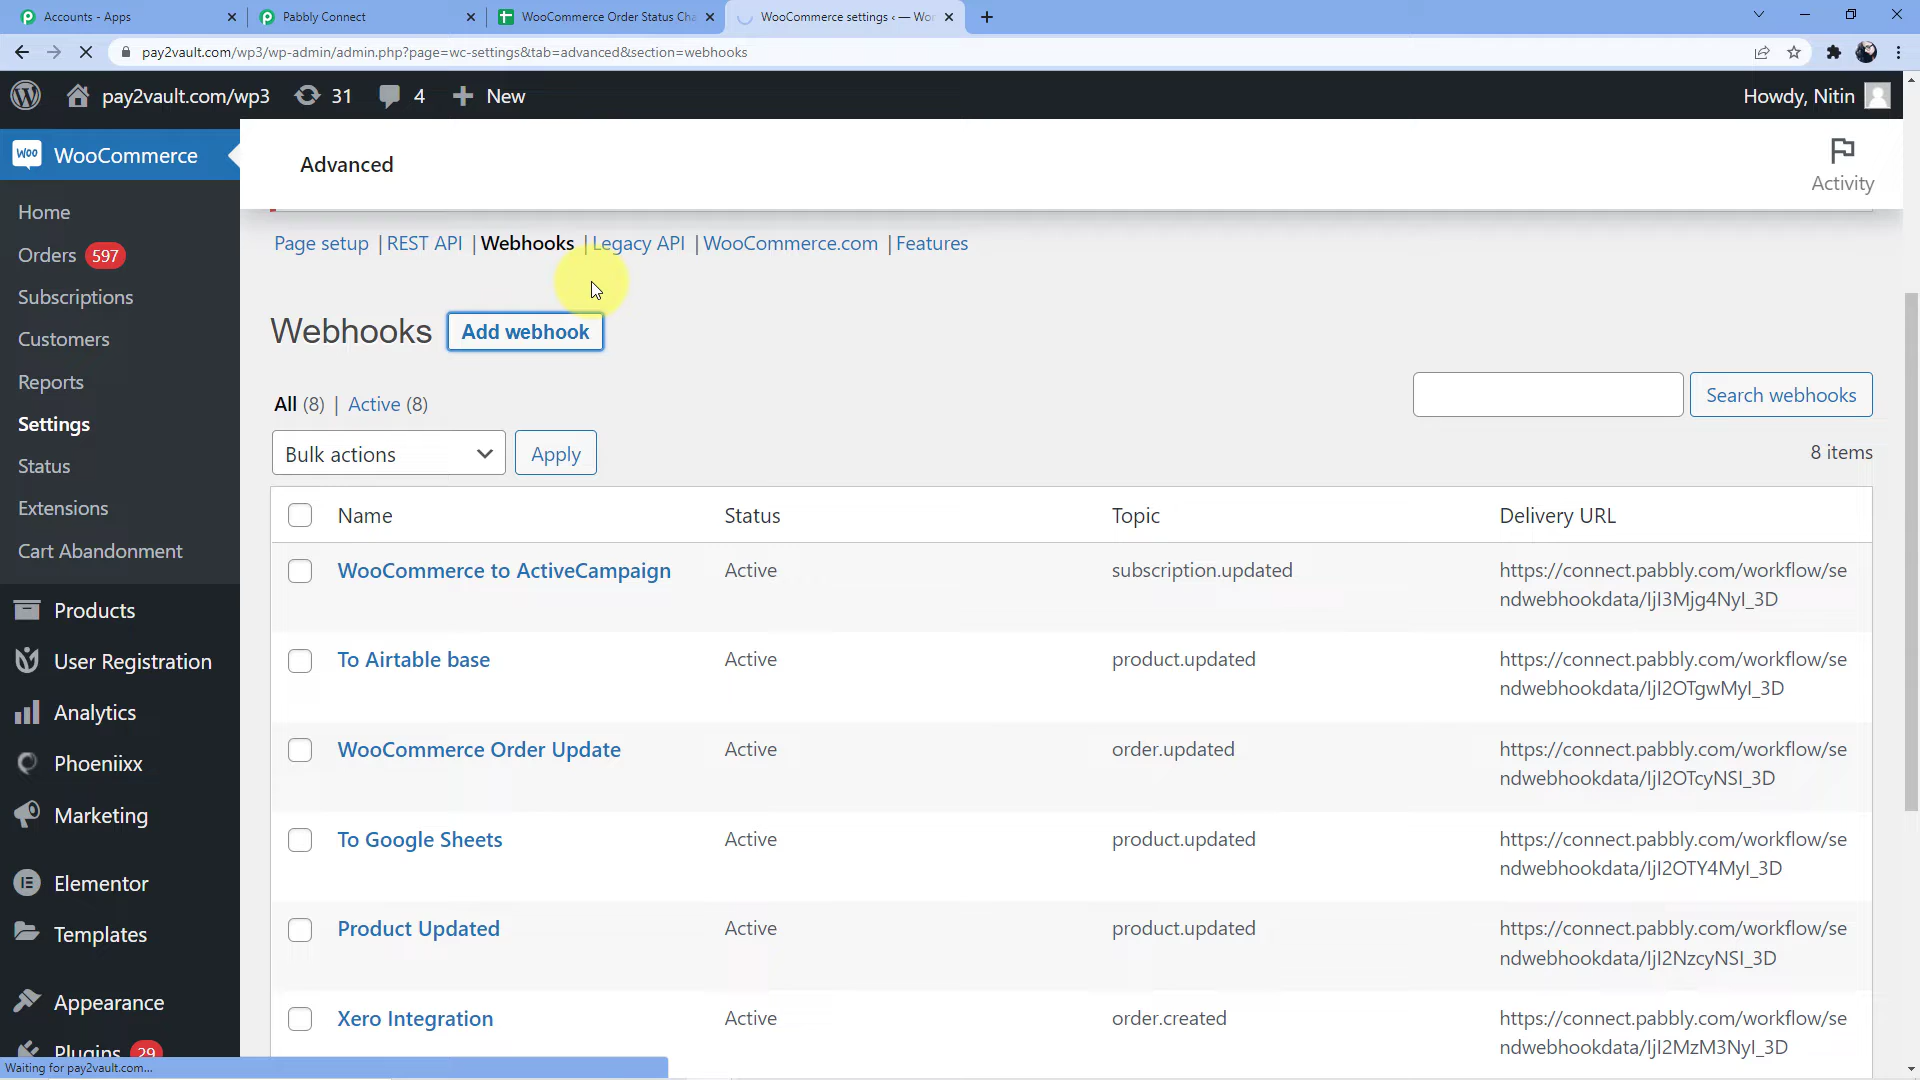 Accounts - Apps
Pabbly Connect
WooCommerce Order Status Cha
WooCommerce settings ‹ — Woo
pay2vault.com/wp3/wp-admin/admin.php?page=wc-settings&tab=advanced&section=webhooks
pay2vault.com/wp3
31
4
New
Howdy, Nitin
Woo WooCommerce
Home
Orders 597
Subscriptions
Customers
Reports
Settings
Status
Extensions
Cart Abandonment
Products
User Registration
Analytics
Phoeniixx
Marketing
Elementor
Templates
Appearance
Plugins 29
Advanced
Activity
Page setup | REST API | Webhooks | Legacy API | WooCommerce.com | Features
Webhooks Add webhook
All (8) | Active (8)
Search webhooks
Bulk actions Apply
8 items
Name Status Topic Delivery URL
WooCommerce to ActiveCampaign Active subscription.updated https://connect.pabbly.com/workflow/se
ndwebhookdata/IjI3Mjg4NyI_3D
To Airtable base Active product.updated https://connect.pabbly.com/workflow/se
ndwebhookdata/IjI2OTgwMyI_3D
WooCommerce Order Update Active order.updated https://connect.pabbly.com/workflow/se
ndwebhookdata/IjI2OTcyNSI_3D
To Google Sheets Active product.updated https://connect.pabbly.com/workflow/se
ndwebhookdata/IjI2OTY4MyI_3D
Product Updated Active product.updated https://connect.pabbly.com/workflow/se
ndwebhookdata/IjI2NzcyNSI_3D
Xero Integration Active order.created https://connect.pabbly.com/workflow/se
ndwebhookdata/IjI2MzM3NyI_3D
Waiting for pay2vault.com...